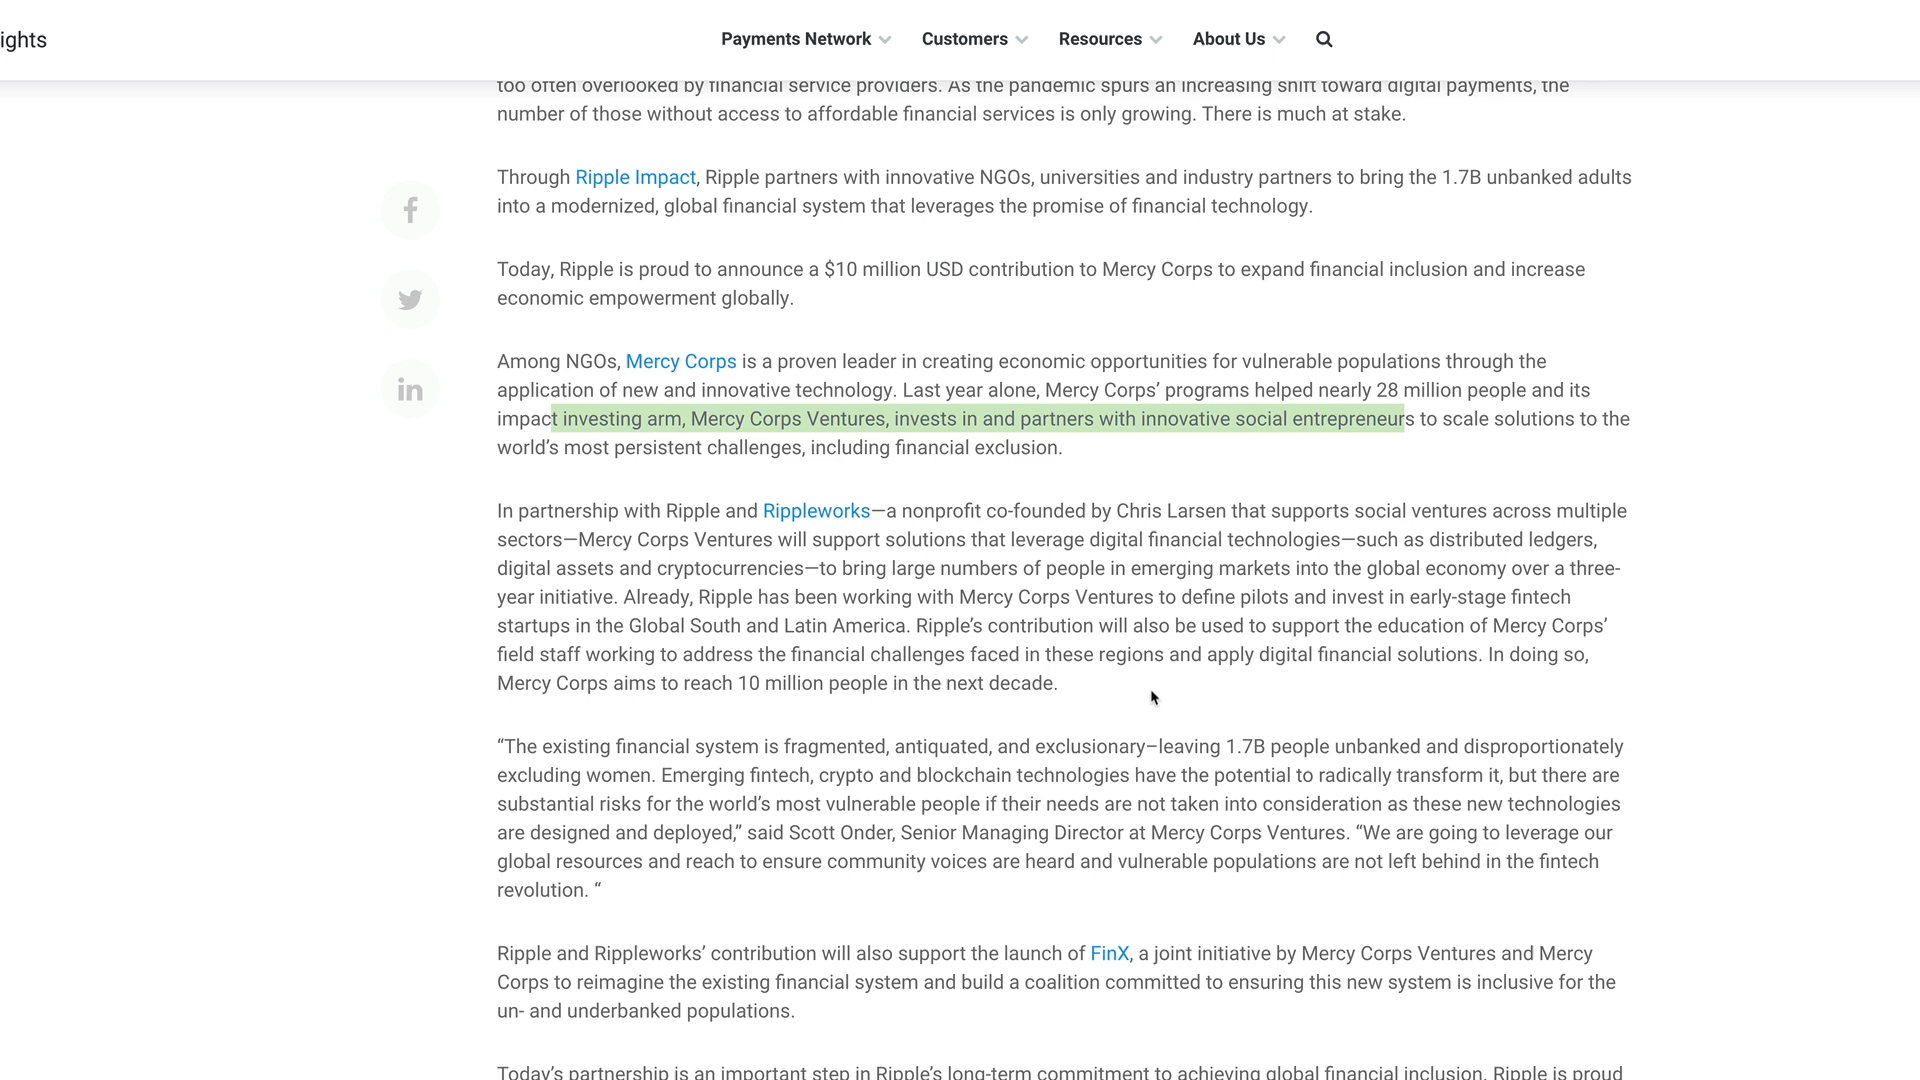 ights
Payments Network
Customers
Resources
About Us
too often overlooked by financial service providers. As the pandemic spurs an increasing shift toward digital payments, the
number of those without access to affordable financial services is only growing. There is much at stake.
Through Ripple Impact, Ripple partners with innovative NGOs, universities and industry partners to bring the 1.7B unbanked adults
into a modernized, global financial system that leverages the promise of financial technology.
Today, Ripple is proud to announce a $10 million USD contribution to Mercy Corps to expand financial inclusion and increase
economic empowerment globally.
Among NGOs, Mercy Corps is a proven leader in creating economic opportunities for vulnerable populations through the
application of new and innovative technology. Last year alone, Mercy Corps’ programs helped nearly 28 million people and its
impact investing arm, Mercy Corps Ventures, invests in and partners with innovative social entrepreneurs to scale solutions to the
world’s most persistent challenges, including financial exclusion.
In partnership with Ripple and Rippleworks—a nonprofit co-founded by Chris Larsen that supports social ventures across multiple
sectors—Mercy Corps Ventures will support solutions that leverage digital financial technologies—such as distributed ledgers,
digital assets and cryptocurrencies—to bring large numbers of people in emerging markets into the global economy over a three-
year initiative. Already, Ripple has been working with Mercy Corps Ventures to define pilots and invest in early-stage fintech
startups in the Global South and Latin America. Ripple’s contribution will also be used to support the education of Mercy Corps’
field staff working to address the financial challenges faced in these regions and apply digital financial solutions. In doing so,
Mercy Corps aims to reach 10 million people in the next decade.
“The existing financial system is fragmented, antiquated, and exclusionary–leaving 1.7B people unbanked and disproportionately
excluding women. Emerging fintech, crypto and blockchain technologies have the potential to radically transform it, but there are
substantial risks for the world’s most vulnerable people if their needs are not taken into consideration as these new technologies
are designed and deployed,” said Scott Onder, Senior Managing Director at Mercy Corps Ventures. “We are going to leverage our
global resources and reach to ensure community voices are heard and vulnerable populations are not left behind in the fintech
revolution. “
Ripple and Rippleworks’ contribution will also support the launch of FinX, a joint initiative by Mercy Corps Ventures and Mercy
Corps to reimagine the existing financial system and build a coalition committed to ensuring this new system is inclusive for the
un- and underbanked populations.
Today’s partnership is an important step in Ripple’s long-term commitment to achieving global financial inclusion. Ripple is proud